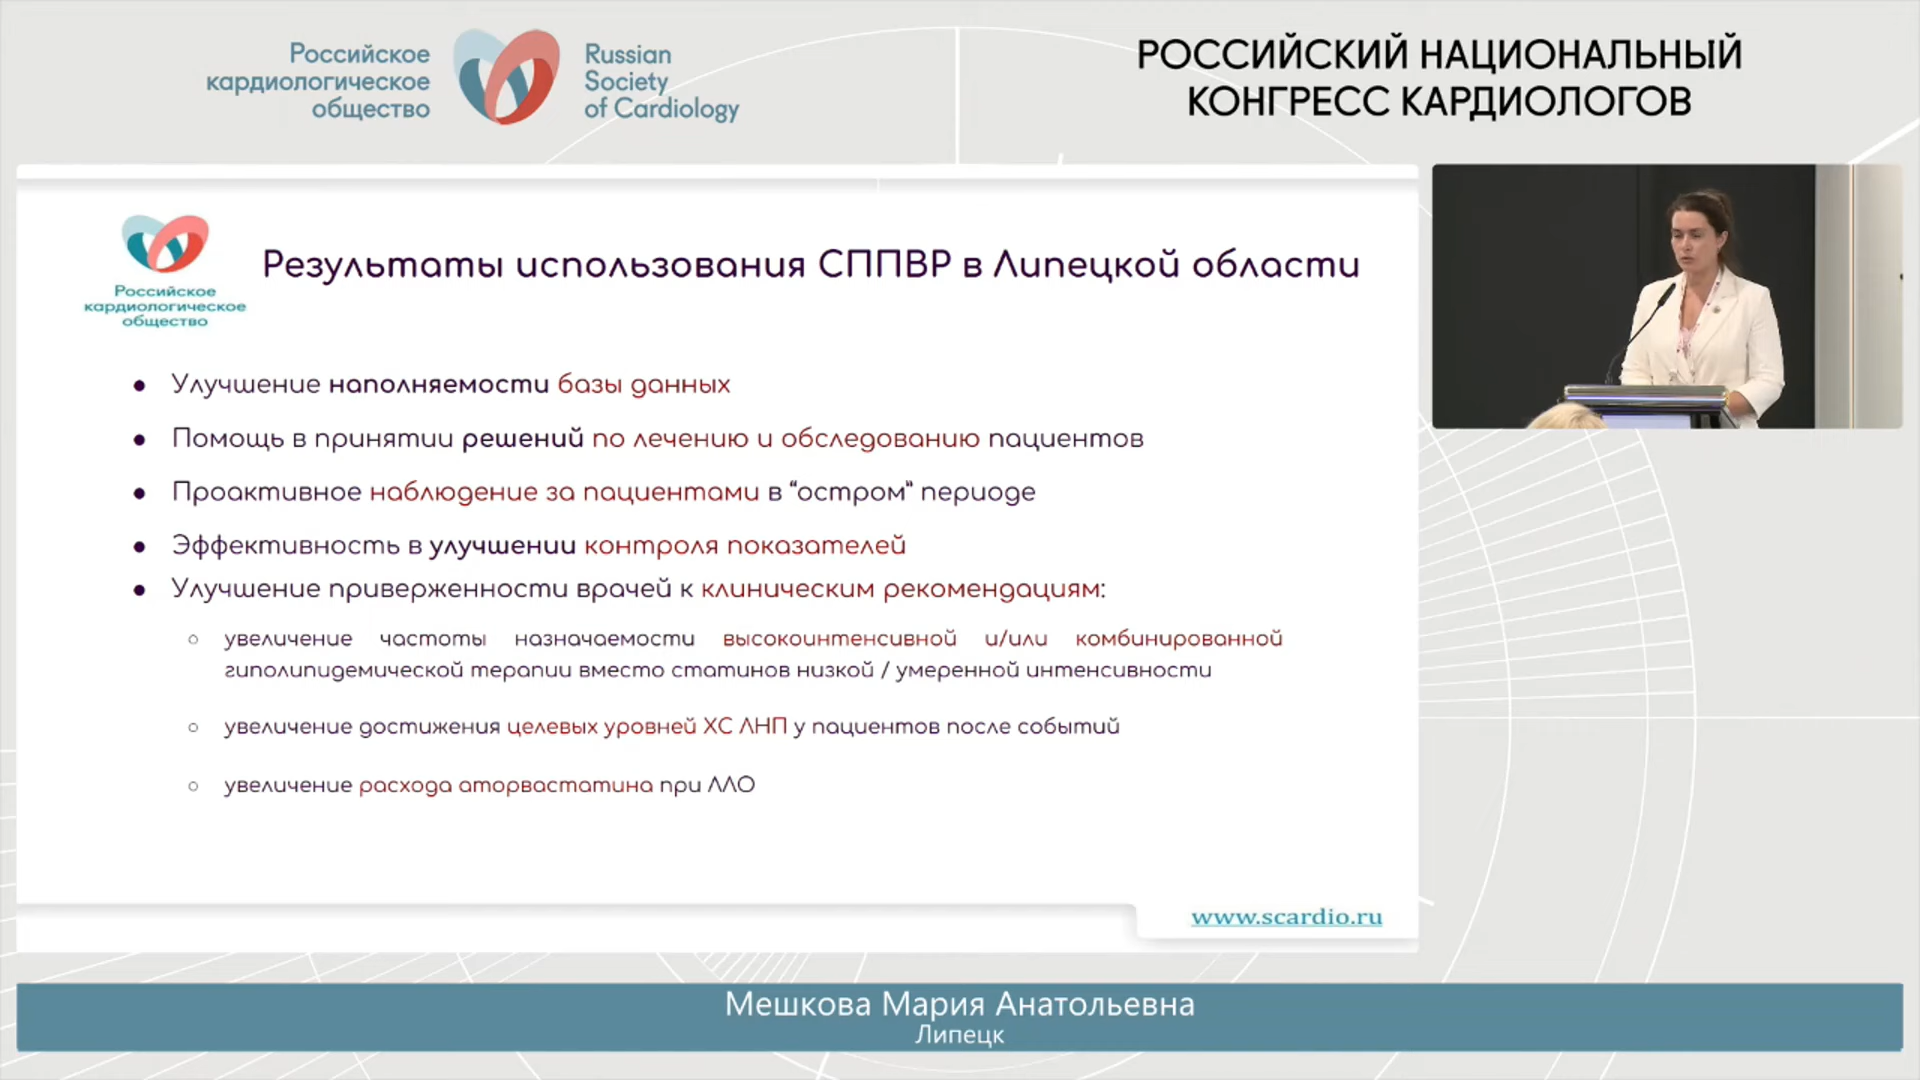 Российское
кардиологическое
общество
Russian
Society
of Cardiology
РОССИЙСКИЙ НАЦИОНАЛЬНЫЙ
КОНГРЕСС КАРДИОЛОГОВ
Российское
кардиологическое
общество
Результаты использования СППВР в Липецкой области
● Улучшение наполняемости базы данных
● Помощь в принятии решений по лечению и обследованию пациентов
● Проактивное наблюдение за пациентами в “остром” периоде
● Эффективность в улучшении контроля показателей
● Улучшение приверженности врачей к клиническим рекомендациям:
○ увеличение частоты назначаемости высокоинтенсивной и/или комбинированной
гиполипидемической терапии вместо статинов низкой / умеренной интенсивности
○ увеличение достижения целевых уровней ХС ЛНП у пациентов после событий
○ увеличение расхода аторвастатина при ЛЛО
www.scardio.ru
Мешкова Мария Анатольевна
Липецк